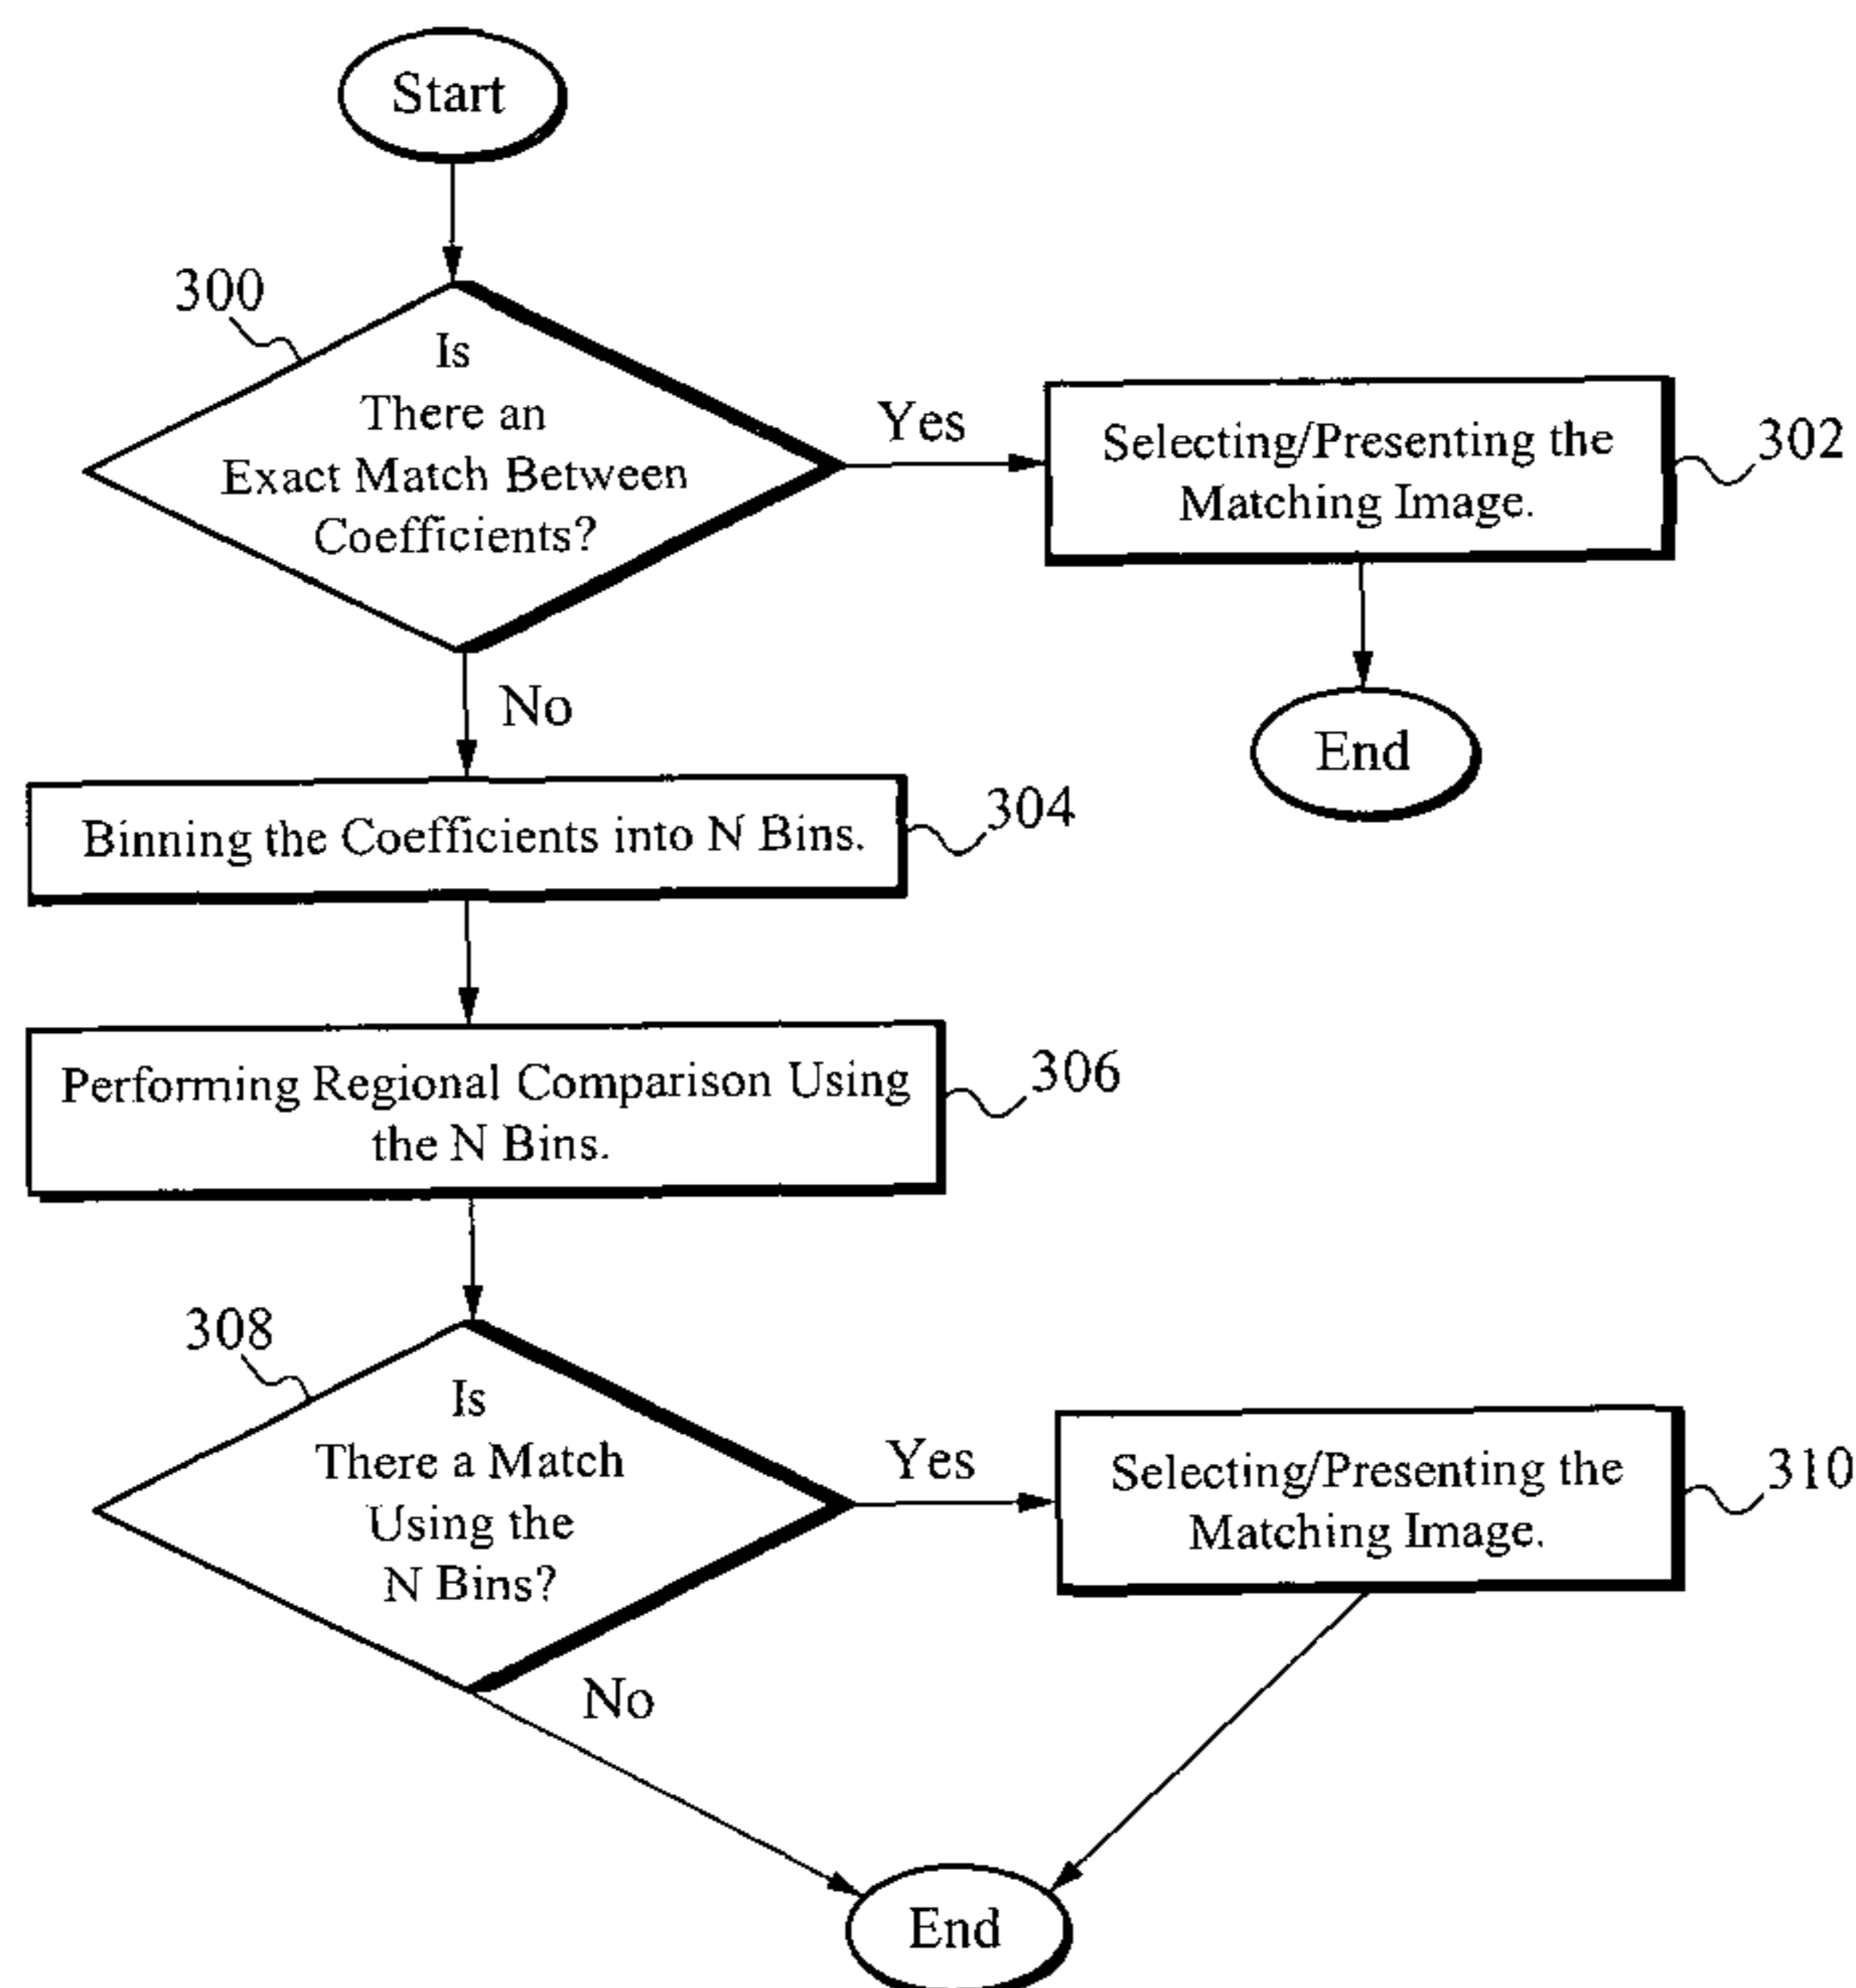 Start
300
Is
There an
Exact Match Between
Coefficients?
Yes
Selecting/Presenting the
Matching Image.
302
End
No
Binning the Coefficients into N Bins.
304
Performing Regional Comparison Using
the N Bins.
306
308
Is
There a Match
Using the
N Bins?
Yes
Selecting/Presenting the
Matching Image.
310
No
End